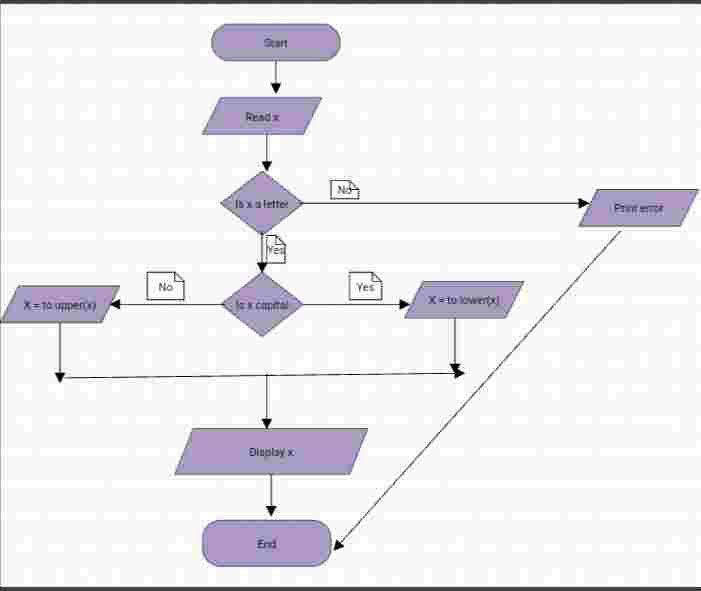 Start
Read x
Is x a letter
No
Print error
Yes
Is x capital
No
X = to upper(x)
Yes
X = to lower(x)
Display x
End